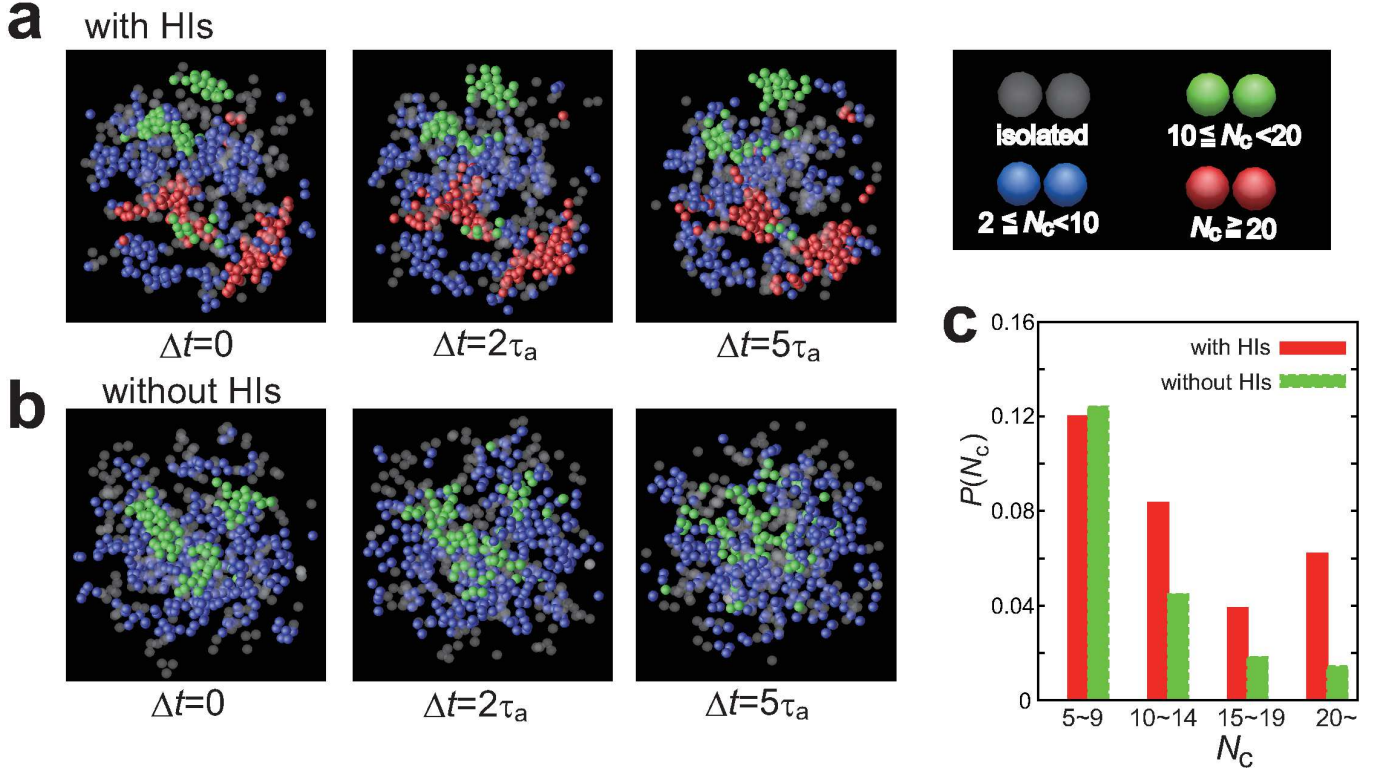 a
with HIs
Δt=0
Δt=2τa
Δt=5τa
isolated
10≦Nc<20
2≦Nc<10
Nc≧20
b
without HIs
Δt=0
Δt=2τa
Δt=5τa
c
0.16
with HIs
without HIs
0.12
P(Nc)
0.08
0.04
0
5~9
10~14
15~19
20~
Nc